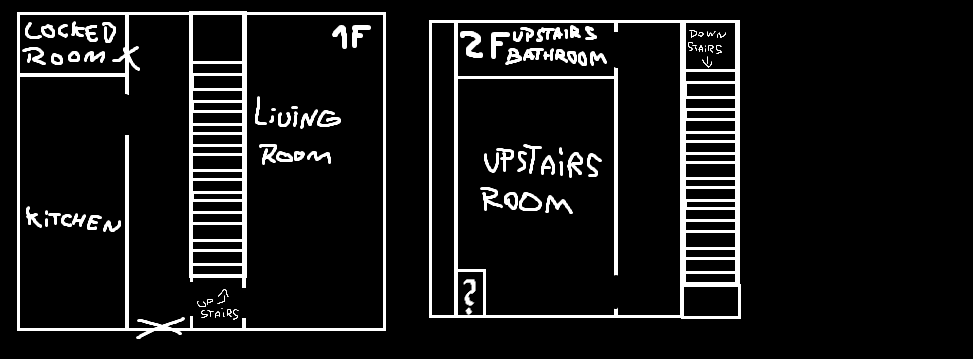 LOCKED
ROOM X
1F
LiViNG
ROOM
KiTCHEN
UP
STAiRS
2F UPSTAiRS
BATHROOM
DOWN
STAiRS
UPSTAiRS
ROOM
?